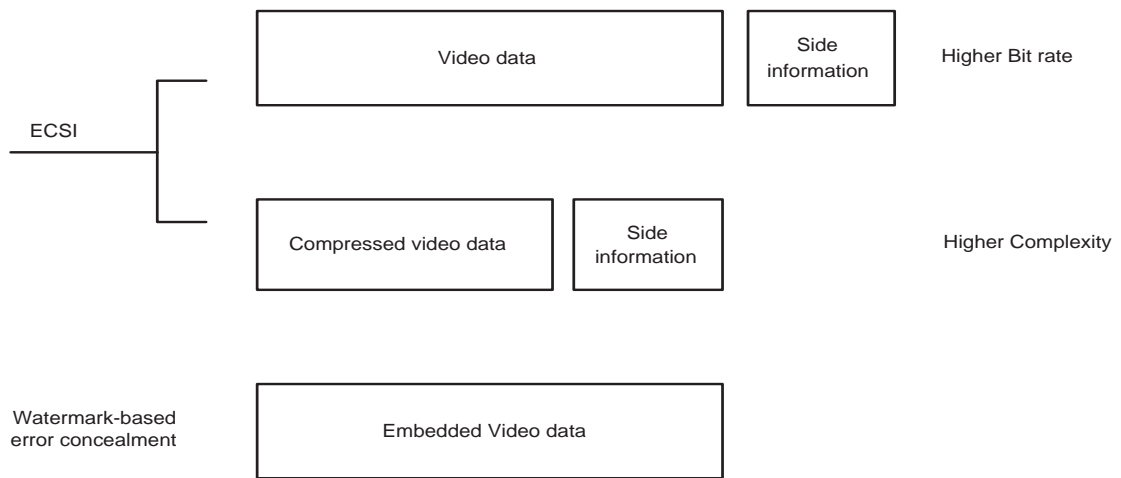 Video data
Side
information
Higher Bit rate
ECSI
Compressed video data
Side
information
Higher Complexity
Watermark-based
error concealment
Embedded Video data